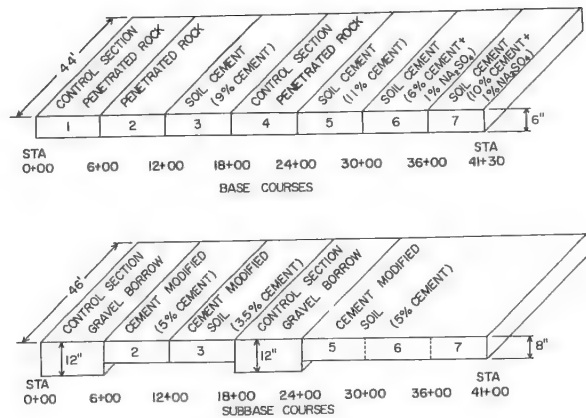 44'
CONTROL SECTION
PENETRATED ROCK
PENETRATED ROCK
SOIL CEMENT
(9% CEMENT)
CONTROL SECTION
PENETRATED ROCK
SOIL CEMENT
(11% CEMENT)
SOIL CEMENT
(6% CEMENT+
1% NA2SO4)
SOIL CEMENT
(10% CEMENT+
1% NA2SO4)
1 2 3 4 5 6 7
6"
STA STA
0+00 6+00 12+00 18+00 24+00 30+00 36+00 41+30
BASE COURSES
46'
CONTROL SECTION
GRAVEL BORROW
CEMENT MODIFIED
(5% CEMENT)
CEMENT MODIFIED
SOIL (3.5% CEMENT)
CONTROL SECTION
GRAVEL BORROW
CEMENT MODIFIED
SOIL (5% CEMENT)
12" 2 3 12" 5 6 7 8"
STA STA
0+00 6+00 12+00 18+00 24+00 30+00 36+00 41+00
SUBBASE COURSES